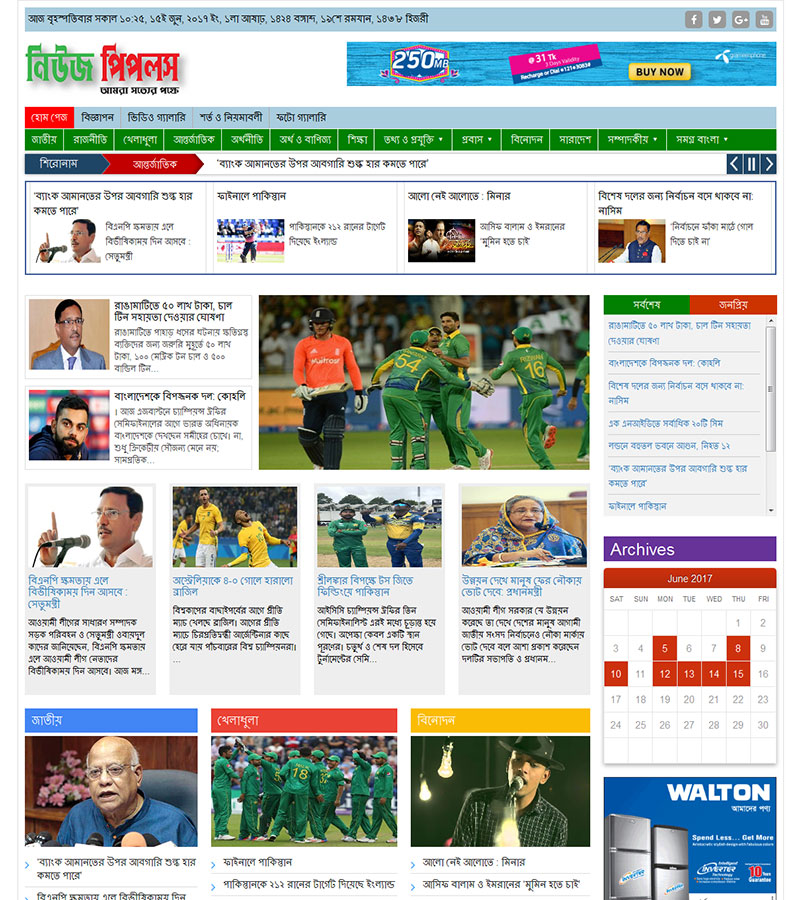 আজ বৃহস্পতিবার সকাল ১০:২৫, ১৫ই জুন, ২০১৭ ইং, ১লা আষাঢ়, ১৪২৪ বঙ্গাব্দ, ১৯শে রমযান, ১৪৩৮ হিজরী
নিউজ পিপলস
আমরা সত্যের পক্ষে
250 MB
@ 31 Tk
3 Days Validity
Recharge or Dial *121*3083#
BUY NOW
grameenphone
হোম পেজ বিজ্ঞাপন ভিডিও গ্যালারি শর্ত ও নিয়মাবলী ফটো গ্যালারি
জাতীয় রাজনীতি খেলাধূলা আন্তর্জাতিক অর্থনীতি অর্থ ও বাণিজ্য শিক্ষা তথ্য ও প্রযুক্তি প্রবাস বিনোদন সারাদেশ সম্পাদকীয় সমগ্র বাংলা
শিরোনাম আন্তর্জাতিক ‘ব্যাংক আমানতের উপর আবগারি শুল্ক হার কমতে পারে’
‘ব্যাংক আমানতের উপর আবগারি শুল্ক হার
কমতে পারে’
বিএনপি ক্ষমতায় এলে
বিভীষিকাময় দিন আসবে :
সেতুমন্ত্রী
ফাইনালে পাকিস্তান
পাকিস্তানকে ২১২ রানের টার্গেট
দিয়েছে ইংল্যান্ড
আলো নেই আলোতে : মিনার
আসিফ বালাম ও ইমরানের
‘মুমিন হতে চাই’
বিশেষ দলের জন্য নির্বাচন বসে থাকবে না:
নাসিম
‘নির্বাচনে ফাঁকা মাঠে গোল
দিতে চাই না’
রাঙামাটিতে ৫০ লাখ টাকা, চাল
টিন সহায়তা দেওয়ার ঘোষণা
রাঙামাটিতে পাহাড় ধসের ঘটনায় ক্ষতিগ্রস্ত
ব্যক্তিদের জন্য জরুরি মুহূর্তে ৫০ লাখ
টাকা, ১০০ মেট্রিক টন চাল ও ৫০০
বান্ডিল টিন...
বাংলাদেশকে বিপজ্জনক দল: কোহলি
। আজ এজবাস্টনে চ্যাম্পিয়ন্স ট্রফির
সেমিফাইনালের আগে ভারত অধিনায়ক
বাংলাদেশকে দেখছেন সমীহের চোখে। না,
শুধু ক্রিকেটীয় সৌজন্য মেনে নয়;
সাম্প্রতিক...
54
RIZWAN
16
সর্বশেষ জনপ্রিয়
রাঙামাটিতে ৫০ লাখ টাকা, চাল টিন সহায়তা
দেওয়ার ঘোষণা
বাংলাদেশকে বিপজ্জনক দল: কোহলি
বিশেষ দলের জন্য নির্বাচন বসে থাকবে না:
নাসিম
এক এনআইডিতে সর্বাধিক ২০টি সিম
লন্ডনে বহুতল ভবনে আগুন, নিহত ১২
‘ব্যাংক আমানতের উপর আবগারি শুল্ক হার
কমতে পারে’
ফাইনালে পাকিস্তান
বিএনপি ক্ষমতায় এলে
বিভীষিকাময় দিন আসবে :
সেতুমন্ত্রী
আওয়ামী লীগের সাধারণ সম্পাদক
সড়ক পরিবহন ও সেতুমন্ত্রী ওবায়দুল
কাদের জানিয়েছেন, বিএনপি ক্ষমতায়
এলে আওয়ামী লীগ নেতাদের
বিভীষিকাময় দিন আসবে। আজ মঙ্গ...
অস্ট্রেলিয়াকে ৪-০ গোলে হারালো
ব্রাজিল
বিশ্বকাপের বাছাইপর্বের আগে প্রীতি
ম্যাচ খেলছে ব্রাজিল। আগের প্রীতি
ম্যাচে চিরপ্রতিদ্বন্দ্বী আর্জেন্টিনার কাছে
হেরে যায় পাঁচবারের বিশ্ব চ্যাম্পিয়নরা।
...
শ্রীলঙ্কার বিপক্ষে টস জিতে
ফিল্ডিংয়ে পাকিস্তান
আইসিসি চ্যাম্পিয়ন্স ট্রফির তিন
সেমিফাইনালিস্ট এরই মধ্যে চূড়ান্ত হয়ে
গেছে। অপেক্ষা কেবল একটি স্থান
পূরণের। চতুর্থ ও শেষ দল হিসেবে
টুর্নামেন্টের সেমি...
উন্নয়ন দেখে মানুষ ফের নৌকায়
ভোট দেবে: প্রধানমন্ত্রী
আওয়ামী লীগ সরকার যে উন্নয়ন
করেছে তা দেখে দেশের মানুষ আগামী
জাতীয় সংসদ নির্বাচনেও নৌকা মার্কায়
ভোট দেবে বলে আশা প্রকাশ করেছেন
দলটির সভাপতি ও প্রধানম...
Archives
June 2017
SAT SUN MON TUE WED THU FRI
1 2
3 4 5 6 7 8 9
10 11 12 13 14 15 16
17 18 19 20 21 22 23
24 25 26 27 28 29 30
জাতীয় খেলাধূলা বিনোদন
18
‘ব্যাংক আমানতের উপর আবগারি শুল্ক হার
কমতে পারে’
বিএনপি ক্ষমতায় এলে বিভীষিকাময় দিন
ফাইনালে পাকিস্তান
পাকিস্তানকে ২১২ রানের টার্গেট দিয়েছে ইংল্যান্ড
আলো নেই আলোতে : মিনার
আসিফ বালাম ও ইমরানের ‘মুমিন হতে চাই’
WALTON
আমাদের পণ্য
Spend Less... Get More
Intelligent
INVERTER
Technology
10 Years
Guarantee
INVERTER